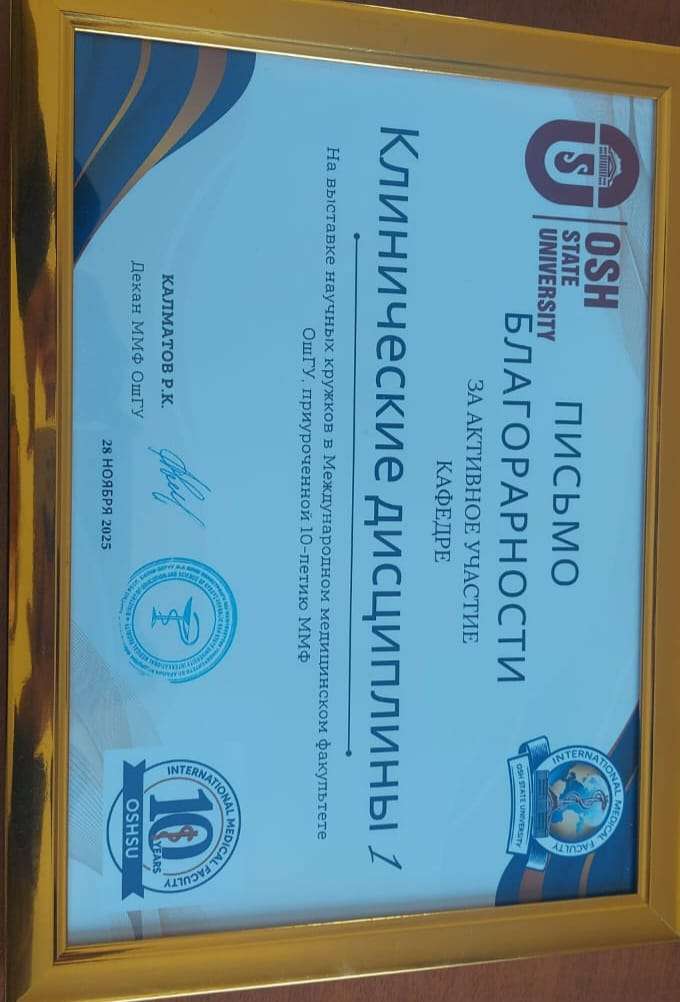 OSH
STATE
UNIVERSITY
INTERNATIONAL MEDICAL FACULTY
OSH STATE UNIVERSITY
ПИСЬМО
БЛАГОРАРНОСТИ
ЗА АКТИВНОЕ УЧАСТИЕ
КАФЕДРЕ
Клинические дисциплины 1
На выставке научных кружков в Международном медицинском факультете
ОшГУ, приуроченной 10-летию ММФ
КАЛМАТОВ Р.К.
Декан ММФ ОшГУ
28 НОЯБРЯ 2025
INTERNATIONAL MEDICAL FACULTY
10
YEARS
OSHSU